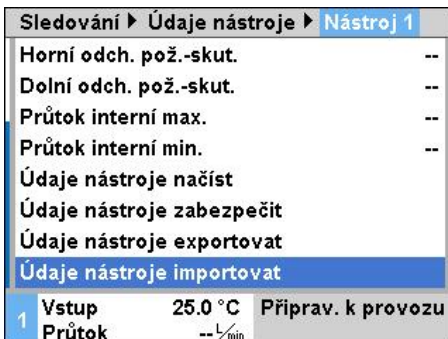 Sledování ▶ Údaje nástroje ▶ Nástroj 1
Horní odch. pož.-skut. --
Dolní odch. pož.-skut. --
Průtok interní max. --
Průtok interní min. --
Údaje nástroje načíst
Údaje nástroje zabezpečit
Údaje nástroje exportovat
Údaje nástroje importovat
1 Vstup 25.0 °C Připrav. k provozu
Průtok -- L/min